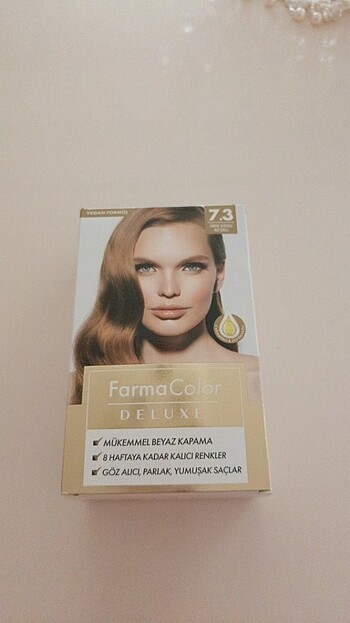 VEGAN FORMÜL
7.3
FarmaColor
DELUXE
MÜKEMMEL BEYAZ KAPAMA
8 HAFTAYA KADAR KALICI RENKLER
GÖZ ALICI, PARLAK, YUMUŞAK SAÇLAR